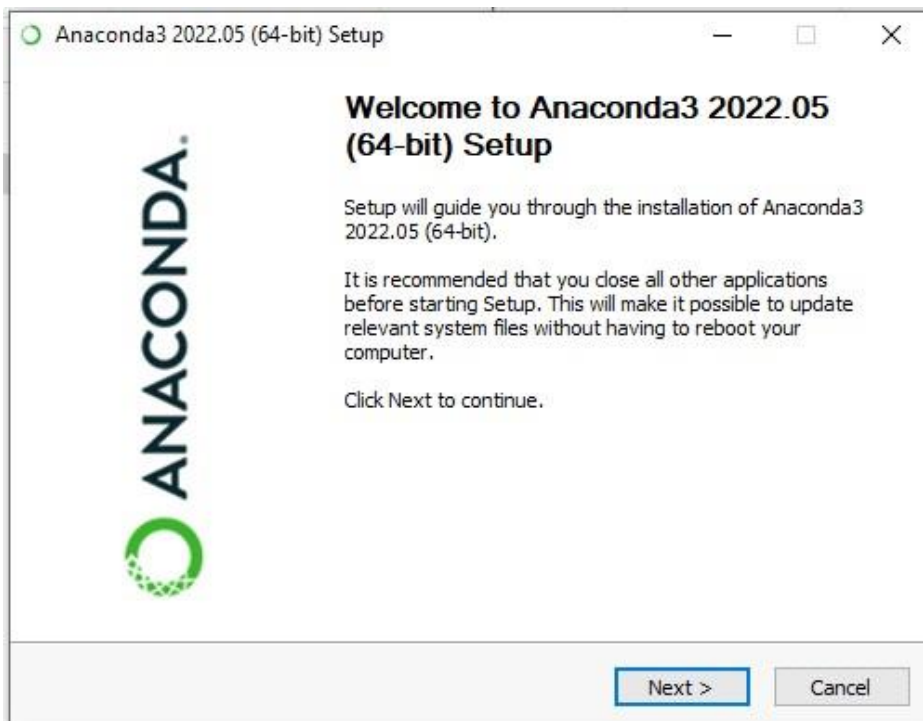 Anaconda3 2022.05 (64-bit) Setup
ANACONDA.
Welcome to Anaconda3 2022.05
(64-bit) Setup
Setup will guide you through the installation of Anaconda3
2022.05 (64-bit).
It is recommended that you close all other applications
before starting Setup. This will make it possible to update
relevant system files without having to reboot your
computer.
Click Next to continue.
Next >
Cancel